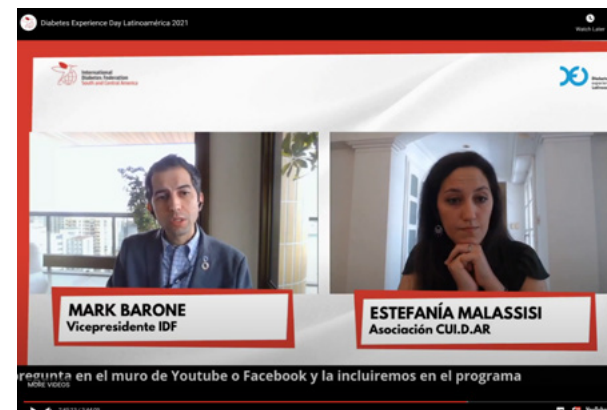 Diabetes Experience Day Latinoamérica 2021
Watch Later
International
Diabetes Federation
South and Central America
MARK BARONE
Vicepresidente IDF
ESTEFANÍA MALASSISI
Asociación CUI.D.AR
pregunta en el muro de Youtube o Facebook y la incluiremos en el programa
MORE VIDEOS